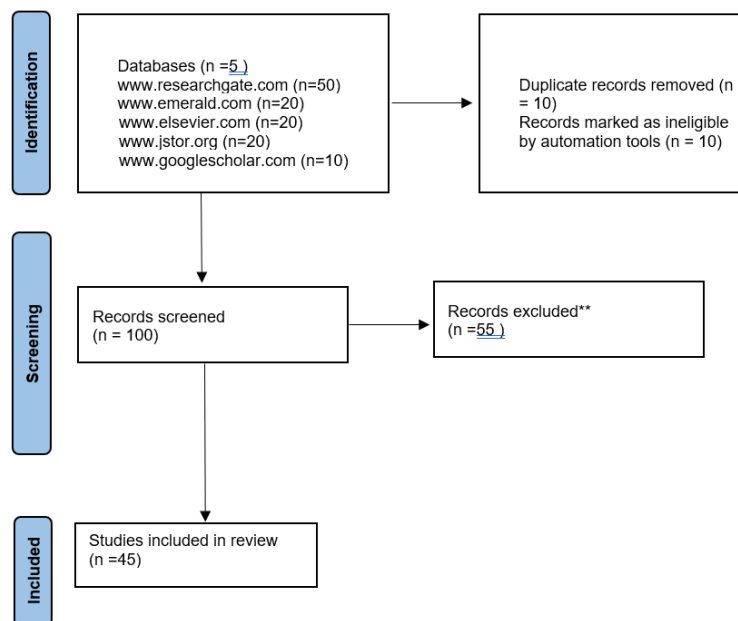 Identification
Databases (n =5 )
www.researchgate.com (n=50)
www.emerald.com (n=20)
www.elsevier.com (n=20)
www.jstor.org (n=20)
www.googlescholar.com (n=10)
Duplicate records removed (n
= 10)
Records marked as ineligible
by automation tools (n = 10)
Screening
Records screened
(n = 100)
Records excluded**
(n =55 )
Included
Studies included in review
(n =45)